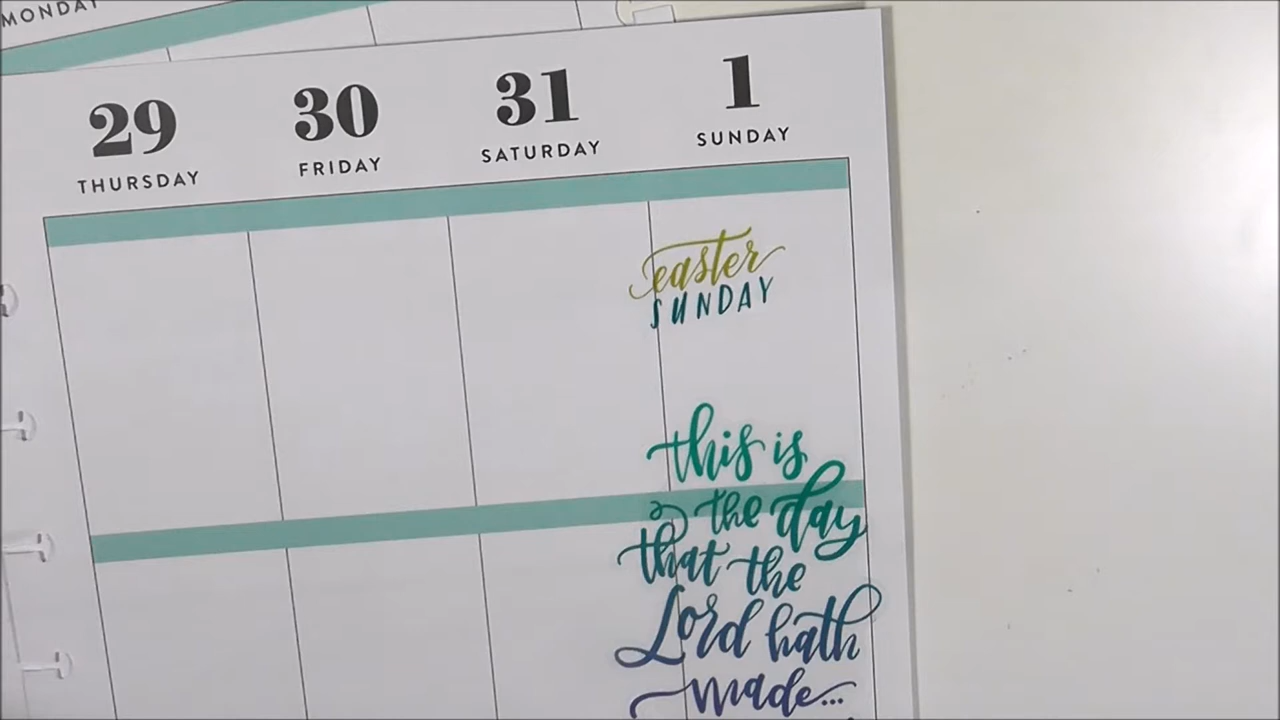 MONDAY
29 30 31 1
THURSDAY FRIDAY SATURDAY SUNDAY
easter
SUNDAY
this is
the day
that the
Lord hath
made...